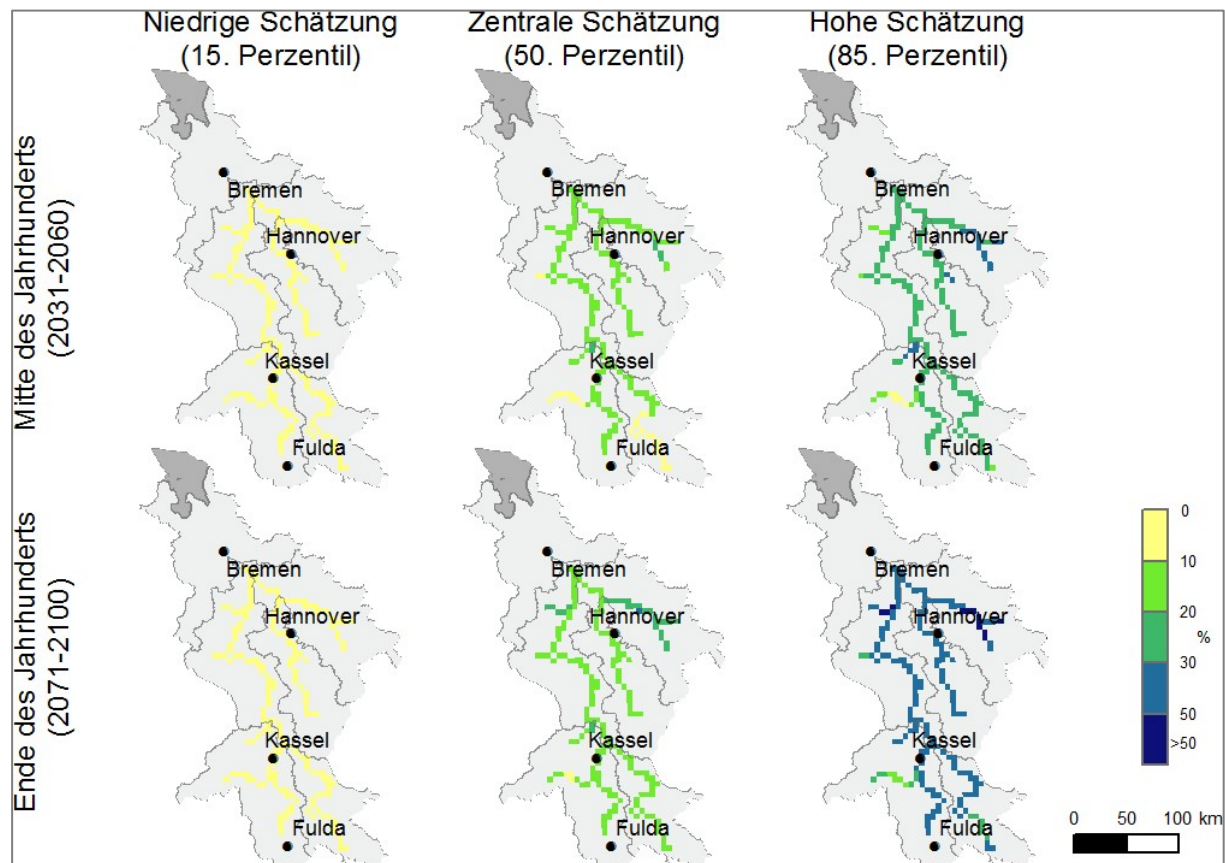 Niedrige Schätzung
(15. Perzentil)
Zentrale Schätzung
(50. Perzentil)
Hohe Schätzung
(85. Perzentil)
Mitte des Jahrhunderts
(2031-2060)
Bremen
Hannover
Kassel
Fulda
Bremen
Hannover
Kassel
Fulda
Bremen
Hannover
Kassel
Fulda
Ende des Jahrhunderts
(2071-2100)
Bremen
Hannover
Kassel
Fulda
Bremen
Hannover
Kassel
Fulda
Bremen
Hannover
Kassel
Fulda
0
10
20
%
30
50
>50
0 50 100 km